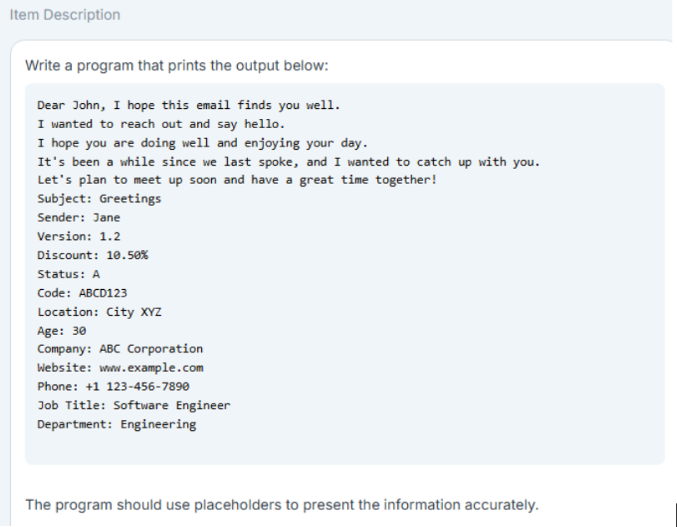 Item Description
Write a program that prints the output below:
Dear John, I hope this email finds you well.
I wanted to reach out and say hello.
I hope you are doing well and enjoying your day.
It's been a while since we last spoke, and I wanted to catch up with you.
Let's plan to meet up soon and have a great time together!
Subject: Greetings
Sender: Jane
Version: 1.2
Discount: 10.50%
Status: A
Code: ABCD123
Location: City XYZ
Age: 30
Company: ABC Corporation
Website: www.example.com
Phone: +1 123-456-7890
Job Title: Software Engineer
Department: Engineering
The program should use placeholders to present the information accurately.